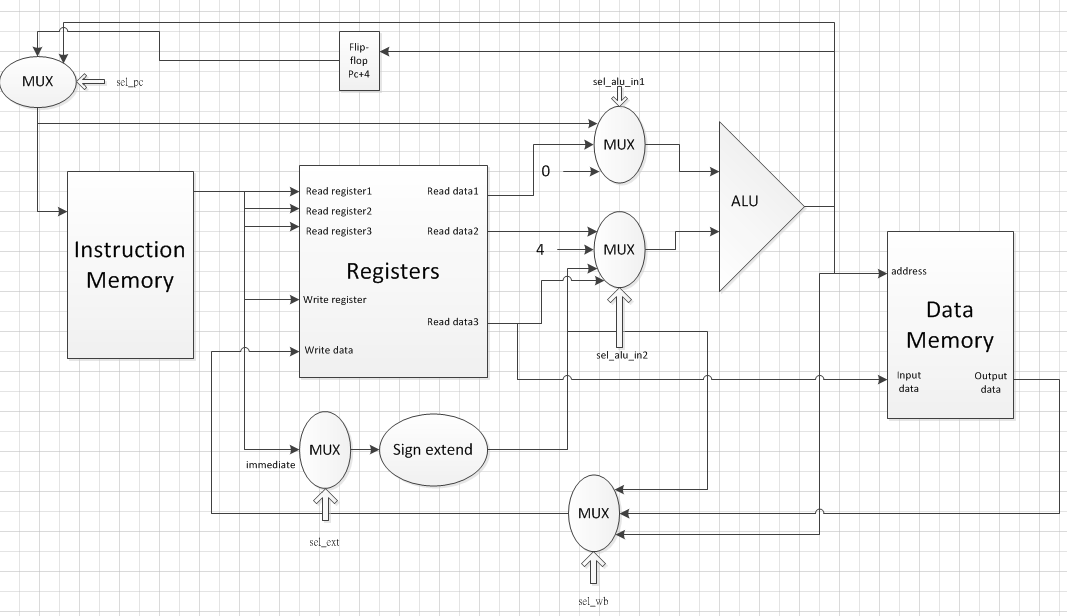 Flip-
flop
Pc+4
MUX
sel_pc
sel_alu_in1
MUX
0
ALU
Read register1
Read data1
Read register2
Read register3
Read data2
Instruction
Memory
Registers
4
MUX
address
Write register
Read data3
Data
Memory
Write data
sel_alu_in2
Input
data
Output
data
MUX
Sign extend
immediate
MUX
sel_ext
sel_wb